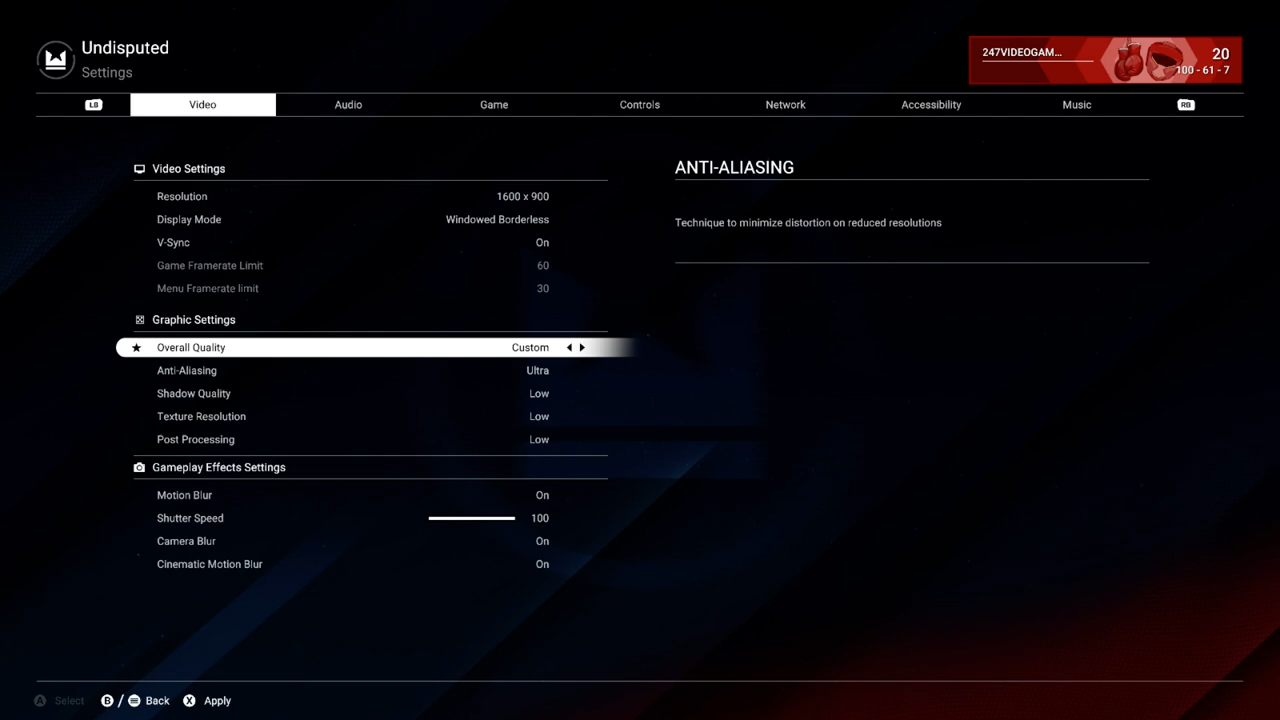 Undisputed
Settings
247VIDEOGAM...
20
100 - 61 - 7
LB Video Audio Game Controls Network Accessibility Music RB
Video Settings
Resolution 1600 x 900
Display Mode Windowed Borderless
V-Sync On
Game Framerate Limit 60
Menu Framerate limit 30
Graphic Settings
Overall Quality Custom
Anti-Aliasing Ultra
Shadow Quality Low
Texture Resolution Low
Post Processing Low
Gameplay Effects Settings
Motion Blur On
Shutter Speed 100
Camera Blur On
Cinematic Motion Blur On
ANTI-ALIASING
Technique to minimize distortion on reduced resolutions
A Select B / Back X Apply